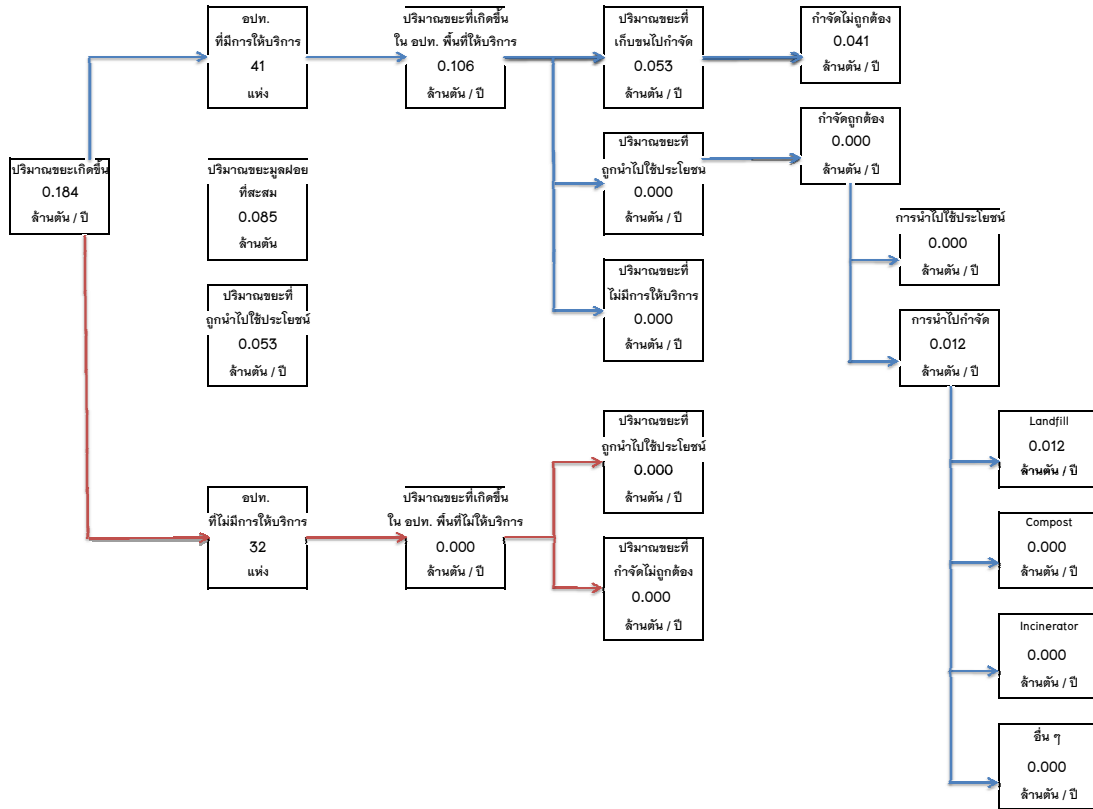 อปท.
ที่มีการให้บริการ
41
แห่ง
ปริมาณขยะที่เกิดขึ้น
ใน อปท. พื้นที่ให้บริการ
0.106
ล้านตัน / ปี
ปริมาณขยะที่
เก็บขนไปกำจัด
0.053
ล้านตัน / ปี
กำจัดไม่ถูกต้อง
0.041
ล้านตัน / ปี
ปริมาณขยะเกิดขึ้น
0.184
ล้านตัน / ปี
ปริมาณขยะมูลฝอย
ที่สะสม
0.085
ล้านตัน
ปริมาณขยะที่
ถูกนำไปใช้ประโยชน์
0.053
ล้านตัน / ปี
ปริมาณขยะที่
ถูกนำไปใช้ประโยชน์
0.000
ล้านตัน / ปี
กำจัดถูกต้อง
0.000
ล้านตัน / ปี
ปริมาณขยะที่
ไม่มีการให้บริการ
0.000
ล้านตัน / ปี
การนำไปใช้ประโยชน์
0.000
ล้านตัน / ปี
การนำไปกำจัด
0.012
ล้านตัน / ปี
อปท.
ที่ไม่มีการให้บริการ
32
แห่ง
ปริมาณขยะที่เกิดขึ้น
ใน อปท. พื้นที่ไม่ให้บริการ
0.000
ล้านตัน / ปี
ปริมาณขยะที่
ถูกนำไปใช้ประโยชน์
0.000
ล้านตัน / ปี
ปริมาณขยะที่
กำจัดไม่ถูกต้อง
0.000
ล้านตัน / ปี
Landfill
0.012
ล้านตัน / ปี
Compost
0.000
ล้านตัน / ปี
Incinerator
0.000
ล้านตัน / ปี
อื่น ๆ
0.000
ล้านตัน / ปี